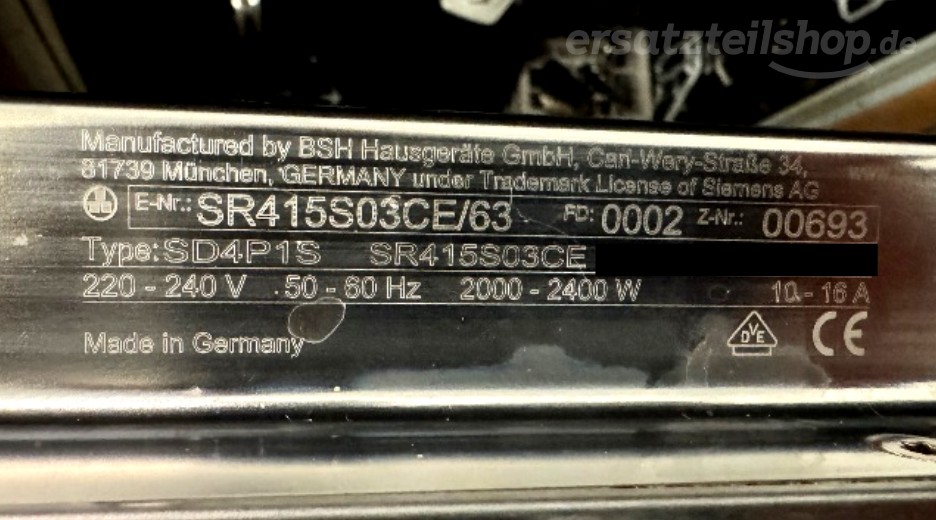 ersatzteilshop.de
Manufactured by BSH Hausgeräte GmbH, Carl-Wery-Straße 34,
81739 München, GERMANY under Trademark License of Siemens AG
E-Nr.: SR415S03CE/63 FD: 0002 Z-Nr.: 00693
Type: SD4P1S SR415S03CE
220 - 240 V 50 - 60 Hz 2000 - 2400 W 10 - 16 A
Made in Germany DVE CE